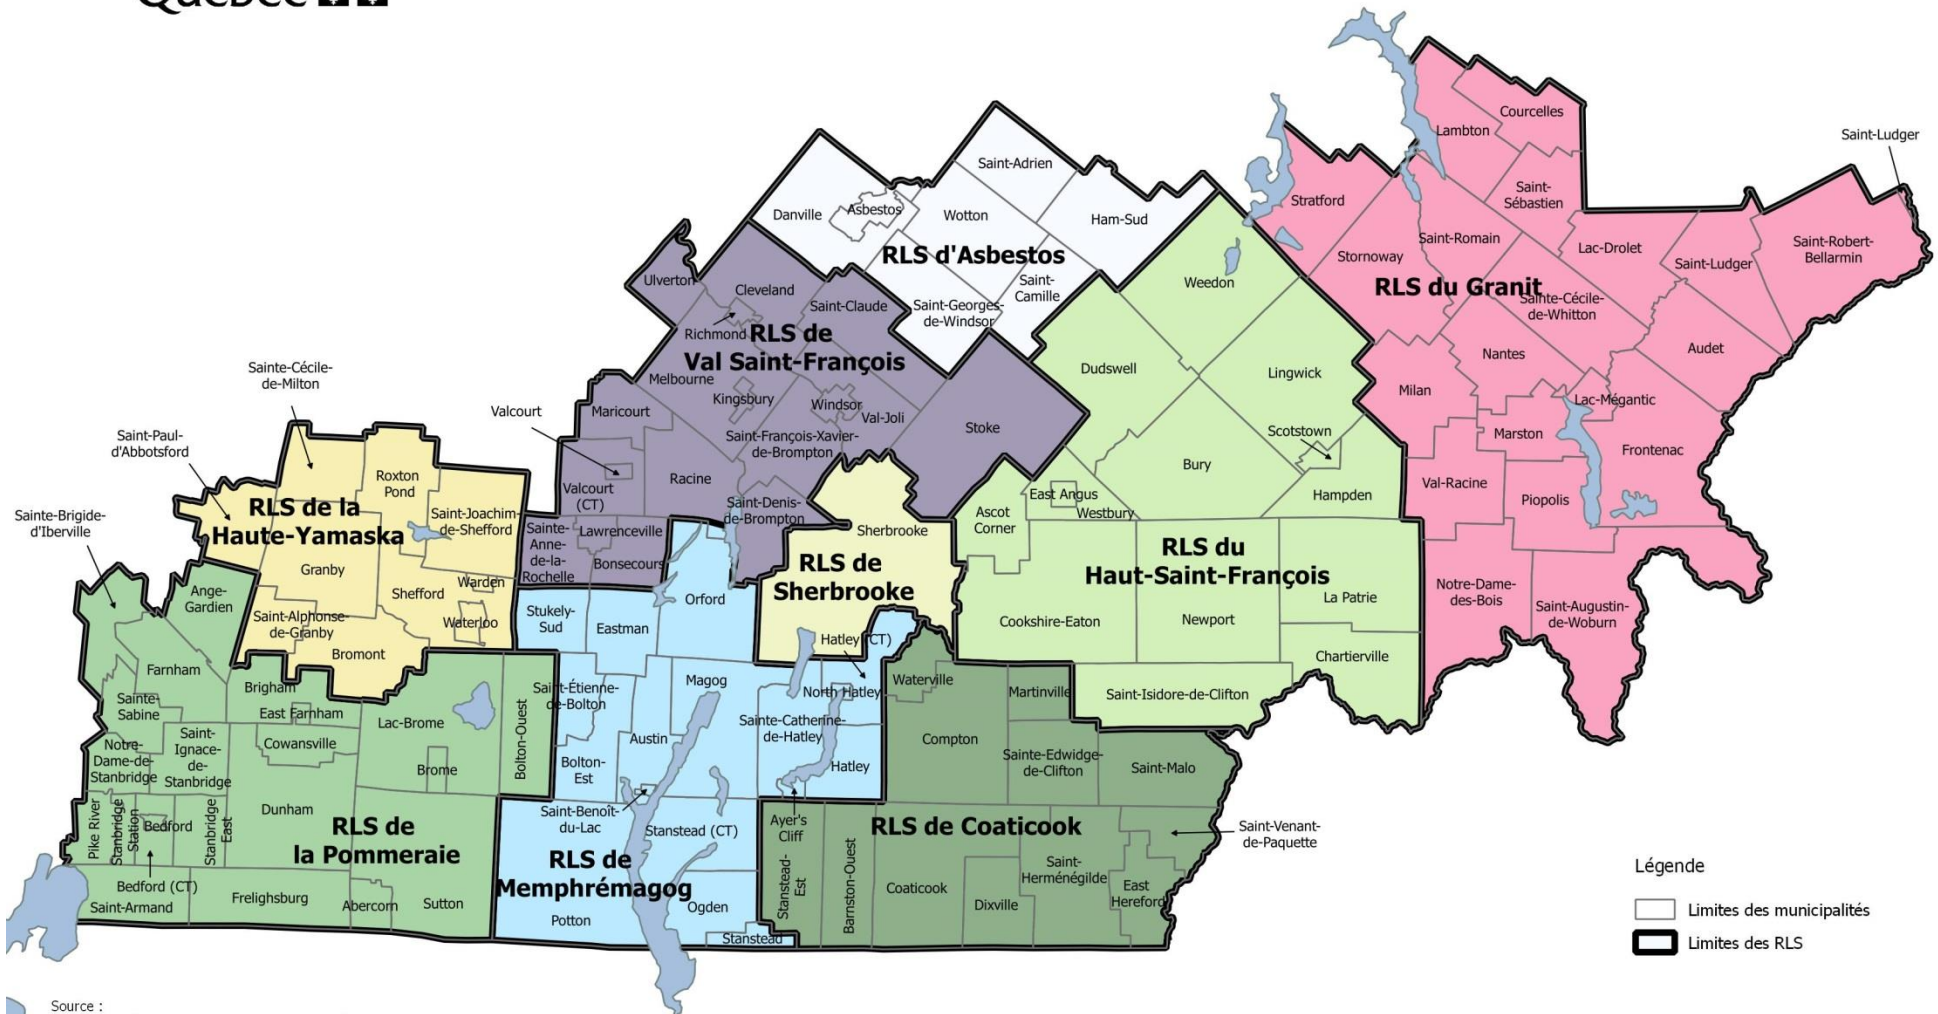 Québec
Courcelles
Lambton
Saint-Ludger
Saint-Adrien
Saint-
Sébastien
Stratford
Danville
Asbestos
Wotton
Ham-Sud
Saint-Romain
Lac-Drolet
Saint-Robert-
Bellarmin
RLS d'Asbestos
Stornoway
Saint-Ludger
Ulverton
Cleveland
Saint-
Camille
Weedon
RLS du Granit
Saint-Claude
Saint-Georges-
de-Windsor
Sainte-Cécile-
de-Whitton
Richmond
RLS de
Val Saint-François
Nantes
Audet
Sainte-Cécile-
de-Milton
Dudswell
Lingwick
Melbourne
Kingsbury
Milan
Lac-Mégantic
Valcourt
Maricourt
Windsor
Val-Joli
Stoke
Scotstown
Marston
Saint-Paul-
d'Abbotsford
Saint-François-Xavier-
de-Brompton
Frontenac
Bury
Roxton
Pond
Racine
Val-Racine
Valcourt
(CT)
East Angus
Hampden
Piopolis
RLS de la
Haute-Yamaska
Saint-Denis-
de-Brompton
Westbury
Sainte-Brigide-
d'Iberville
Saint-Joachim-
de-Shefford
Ascot
Corner
Sainte-
Anne-
de-la-
Rochelle
Lawrenceville
Sherbrooke
RLS du
Haut-Saint-François
Bonsecours
RLS de
Sherbrooke
Granby
Warden
Ange-
Gardien
Shefford
Orford
La Patrie
Notre-Dame-
des-Bois
Saint-Augustin-
de-Woburn
Saint-Alphonse-
de-Granby
Waterloo
Stukely-
Sud
Eastman
Cookshire-Eaton
Newport
Hatley (CT)
Bromont
Chartierville
Farnham
Magog
Waterville
Brigham
Saint-Étienne-
de-Bolton
North Hatley
Martinville
Saint-Isidore-de-Clifton
Sainte-
Sabine
East Farnham
Lac-Brome
Bolton-Ouest
Sainte-Catherine-
de-Hatley
Notre-
Dame-de-
Stanbridge
Saint-
Ignace-
de-
Stanbridge
Cowansville
Austin
Compton
Sainte-Edwidge-
de-Clifton
Saint-Malo
Brome
Bolton-
Est
Hatley
Pike River
Stanbridge
Station
Bedford
Stanbridge
East
Dunham
Saint-Benoît-
du-Lac
RLS de
la Pommeraie
Stanstead (CT)
Ayer's
Cliff
RLS de Coaticook
Saint-Venant-
de-Paquette
RLS de
Memphrémagog
Stanstead-
Est
Barnston-Ouest
Saint-
Herménégilde
Légende
Bedford (CT)
Coaticook
East
Hereford
Saint-Armand
Frelighsburg
Abercorn
Sutton
Ogden
Dixville
Limites des municipalités
Potton
Stanstead
Limites des RLS
Source :